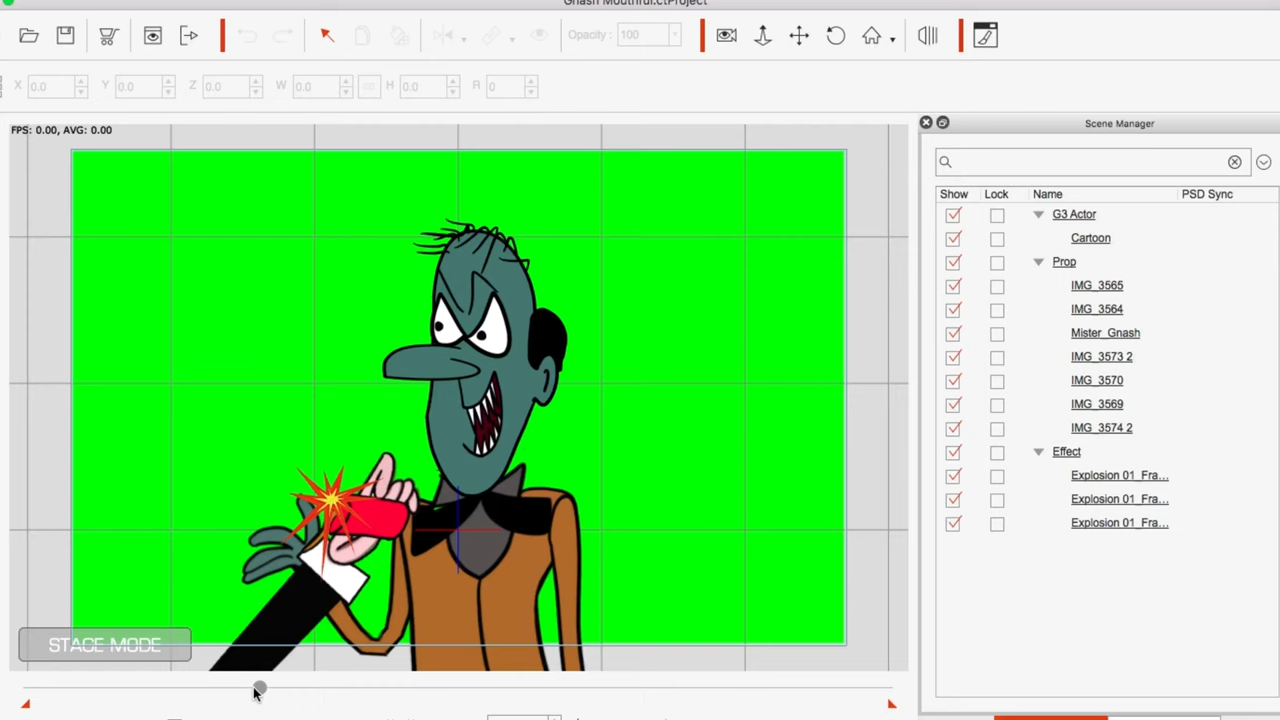 Gnash Mouthful.ctProject
Opacity : 100
X 0.0 Y 0.0 Z 0.0 W 0.0 H 0.0 R 0
FPS: 0.00, AVG: 0.00
Scene Manager
Show Lock Name PSD Sync
G3 Actor
Cartoon
Prop
IMG_3565
IMG_3564
Mister_Gnash
IMG_3573 2
IMG_3570
IMG_3569
IMG_3574 2
Effect
Explosion 01_Fra...
Explosion 01_Fra...
Explosion 01_Fra...
STAGE MODE